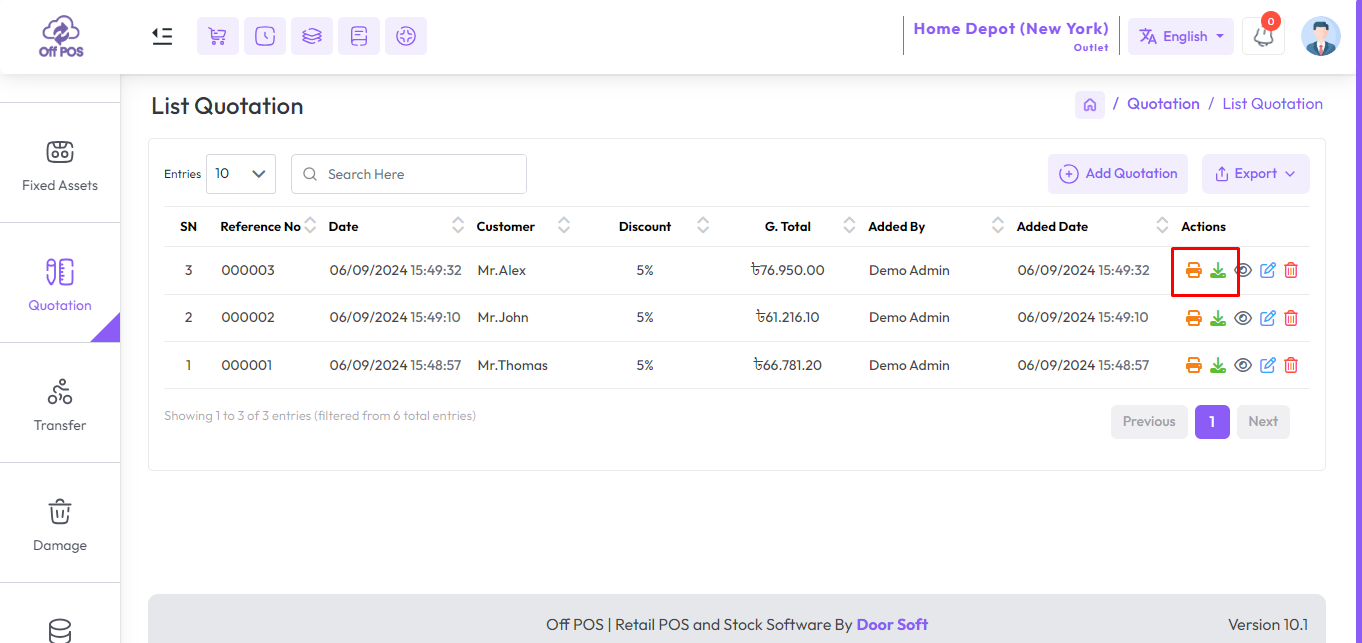 Off POS
Home Depot (New York)
Outlet
English
0
List Quotation
/ Quotation / List Quotation
Fixed Assets
Quotation
Transfer
Damage
Entries 10 Search Here Add Quotation Export
SN Reference No Date Customer Discount G. Total Added By Added Date Actions
3 000003 06/09/2024 15:49:32 Mr.Alex 5% ৳76.950.00 Demo Admin 06/09/2024 15:49:32
2 000002 06/09/2024 15:49:10 Mr.John 5% ৳61.216.10 Demo Admin 06/09/2024 15:49:10
1 000001 06/09/2024 15:48:57 Mr.Thomas 5% ৳66.781.20 Demo Admin 06/09/2024 15:48:57
Showing 1 to 3 of 3 entries (filtered from 6 total entries)
Previous 1 Next
Off POS | Retail POS and Stock Software By Door Soft
Version 10.1